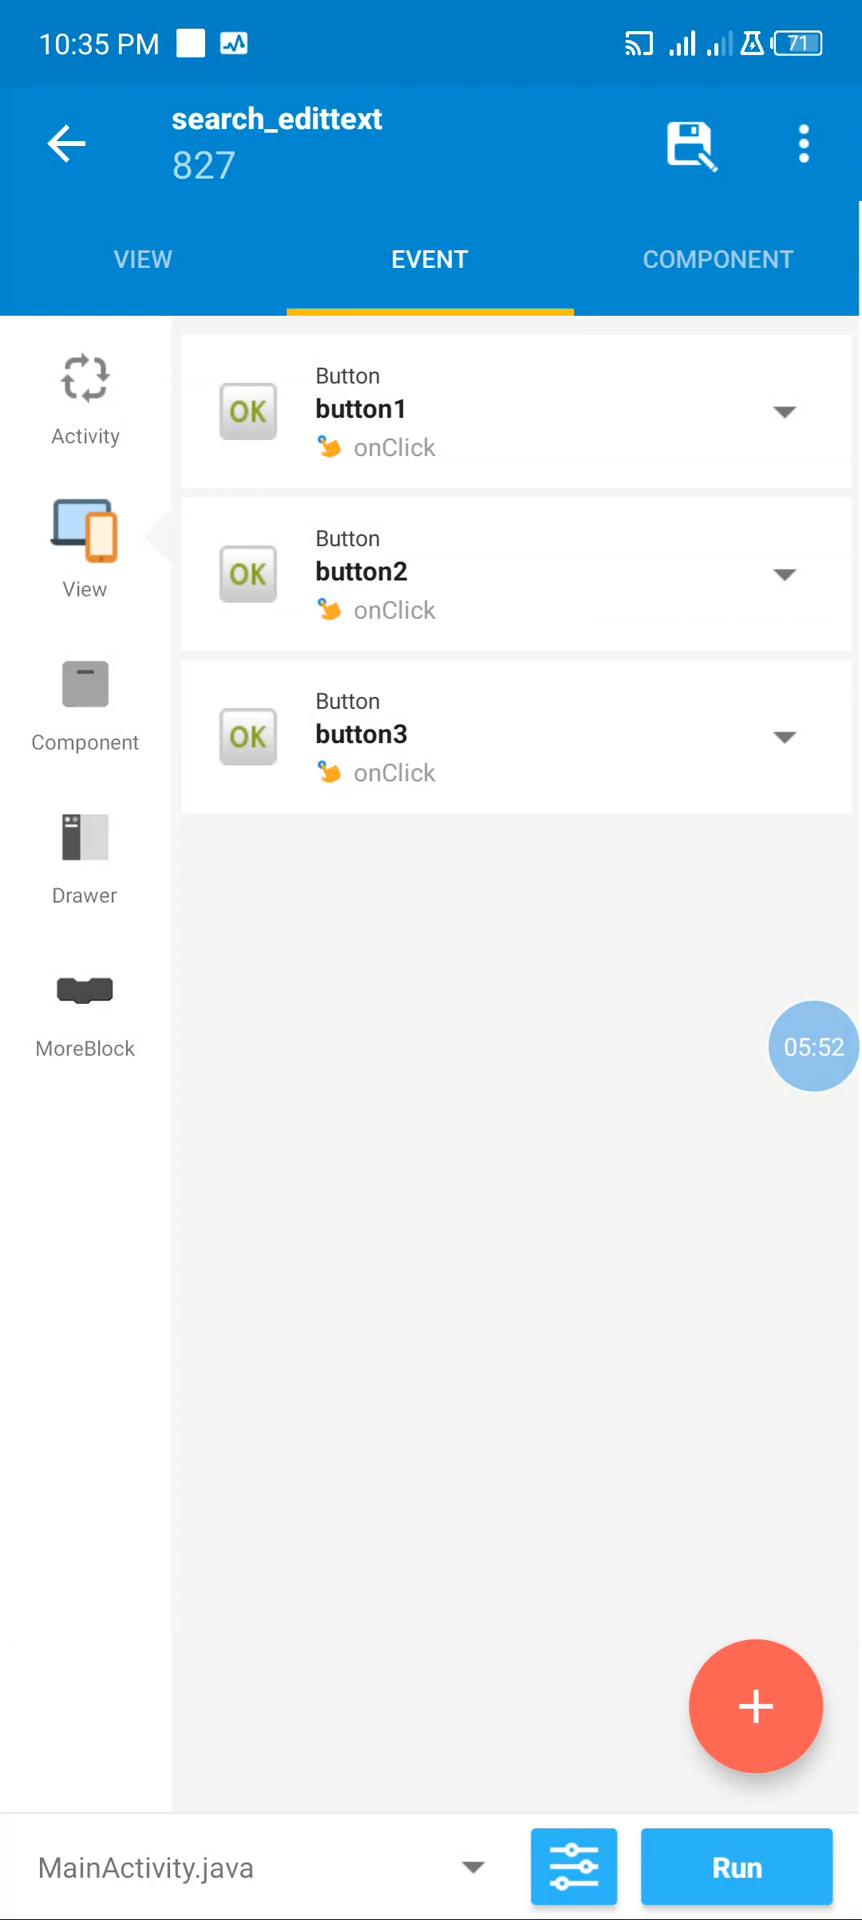 10:35 PM
71
search_edittext
827
VIEW
EVENT
COMPONENT
Activity
View
Component
Drawer
MoreBlock
OK
Button
button1
onClick
OK
Button
button2
onClick
OK
Button
button3
onClick
05:52
+
MainActivity.java
Run